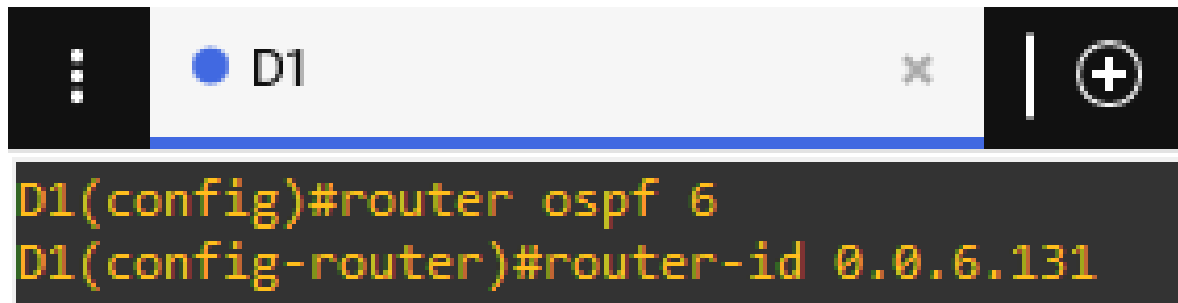 D1
D1(config)#router ospf 6
D1(config-router)#router-id 0.0.6.131